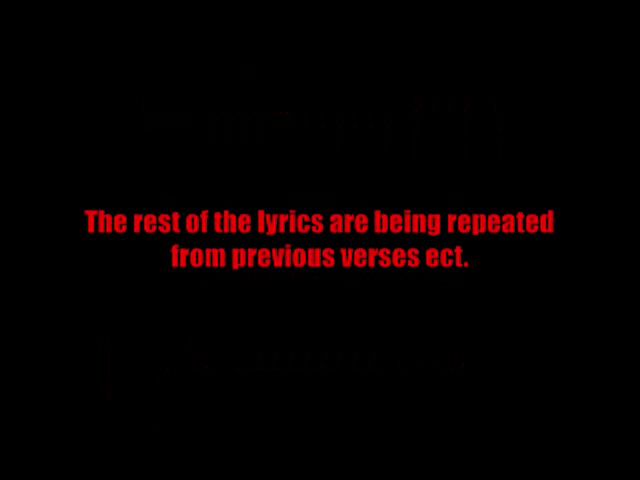 The rest of the lyrics are being repeated
from previous verses ect.